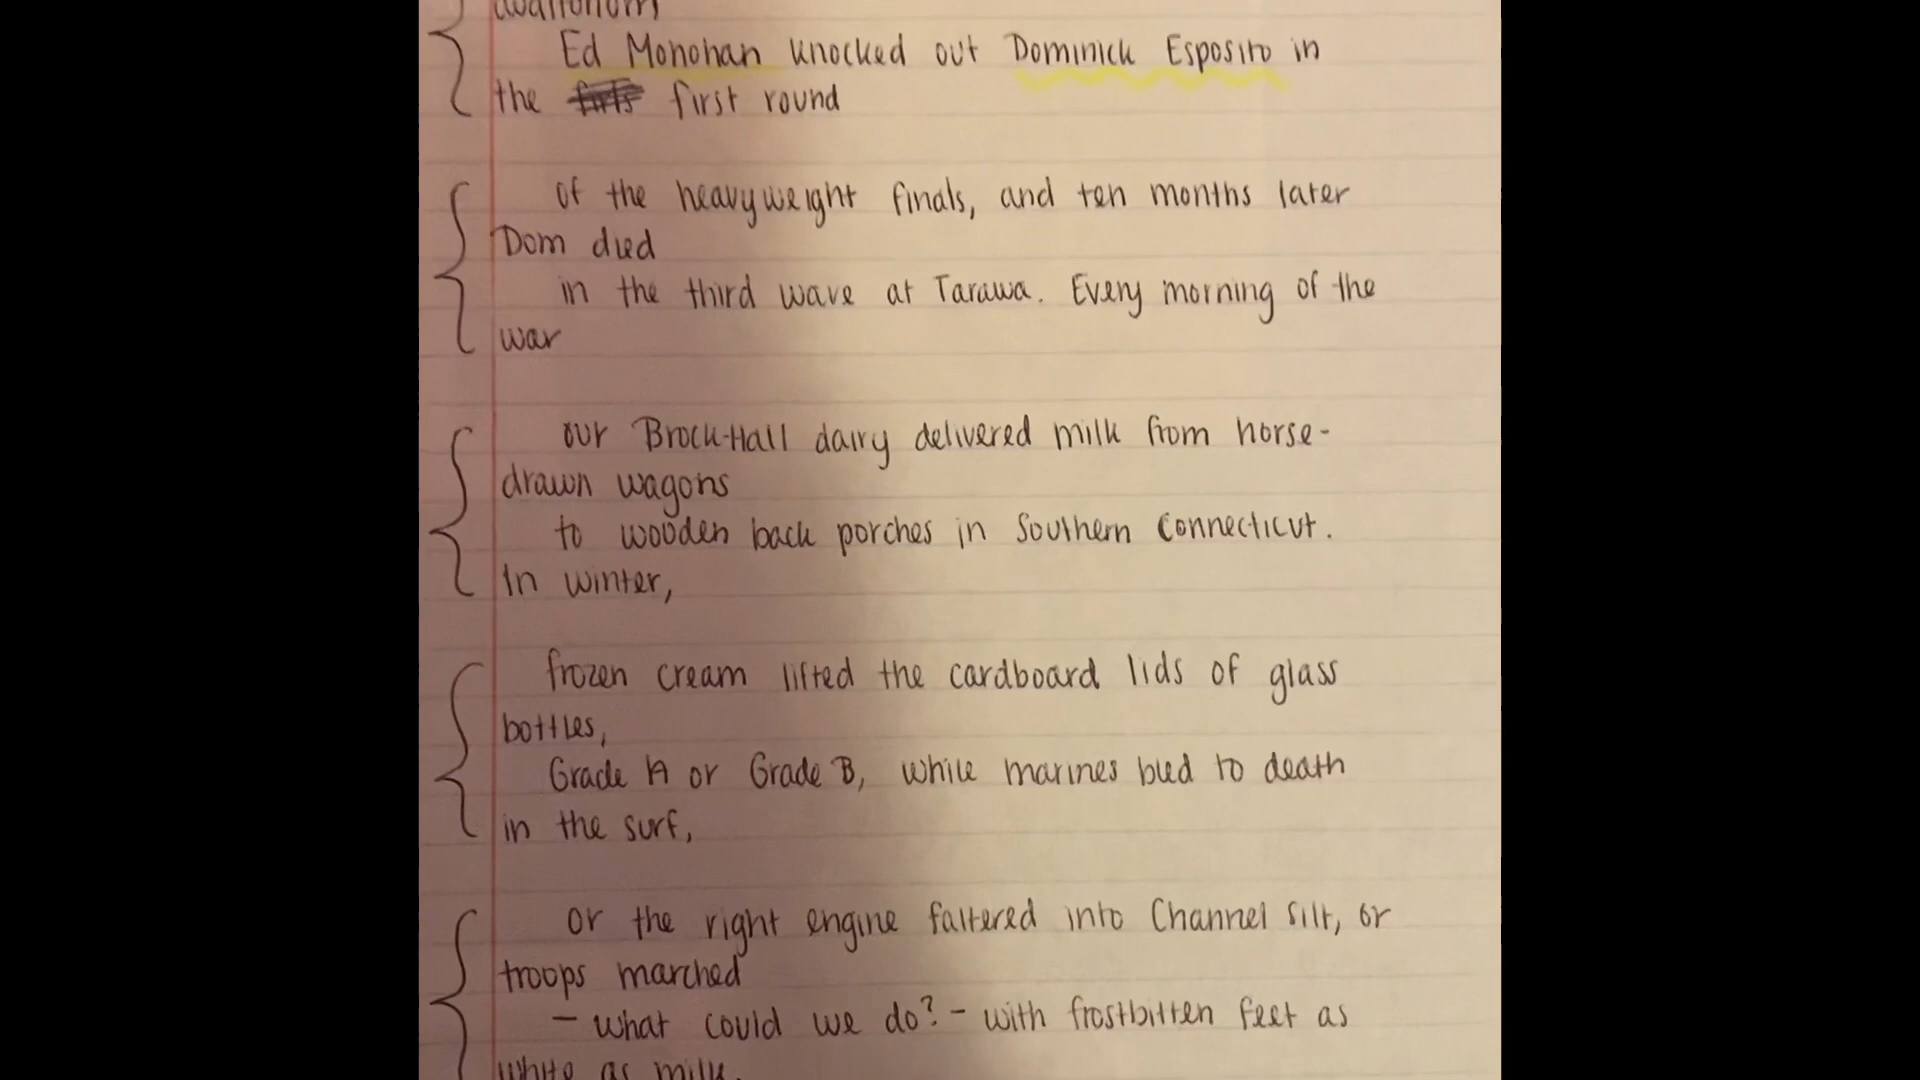 Ed Monohan knocked out Dominick Esposito in
the first round
of the heavyweight finals, and ten months later
Dom died
in the third wave at Tarawa. Every morning of the
war
our Brock-Hall dairy delivered milk from horse-
drawn wagons
to wooden back porches in Southern Connecticut.
In winter,
frozen cream lifted the cardboard lids of glass
bottles,
Grade A or Grade B, while marines bled to death
in the surf,
or the right engine faltered into Channel silt, or
troops marched
- what could we do? - with frostbitten feet as
white as milk.